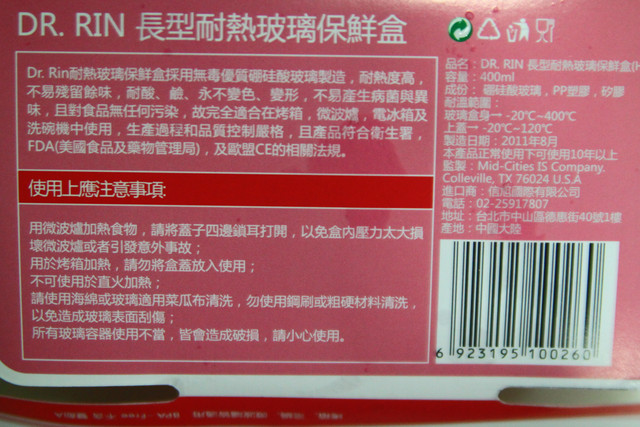 DR. RIN 長型耐熱玻璃保鮮盒
Dr. Rin耐熱玻璃保鮮盒採用無毒優質硼硅酸玻璃製造，耐熱度高，
不易殘留餘味，耐酸、鹼、永不變色、變形，不易產生病菌與異
味，且對食品無任何污染，故完全適合在烤箱，微波爐，電冰箱及
洗碗機中使用，生產過程和品質控制嚴格，且產品符合衛生署，
FDA(美國食品及藥物管理局)，及歐盟CE的相關法規。
使用上應注意事項:
用微波爐加熱食物，請將蓋子四邊鎖耳打開，以免盒內壓力太大損
壞微波爐或者引發意外事故；
用於烤箱加熱，請勿將盒蓋放入使用；
不可使用於直火加熱；
請使用海綿或玻璃適用菜瓜布清洗，勿使用鋼刷或粗硬材料清洗，
以免造成玻璃表面刮傷；
所有玻璃容器使用不當，皆會造成破損，請小心使用。
品名：DR. RIN 長型耐熱玻璃保鮮盒(H
容量：400ml
成份：硼硅酸玻璃，PP塑膠，矽膠
耐溫範圍：
玻璃盒身→ -20℃~400℃
上蓋→ -20℃~120℃
製造日期：2011年8月
本產品正常使用下可使用10年以上
監製：Mid-Cities IS Company.
Colleville, TX 76024 U.S.A
進口商：信旭國際有限公司
電話：02-25917807
地址：台北市中山區德惠街40號1樓
產地：中國大陸
6 923195 100260